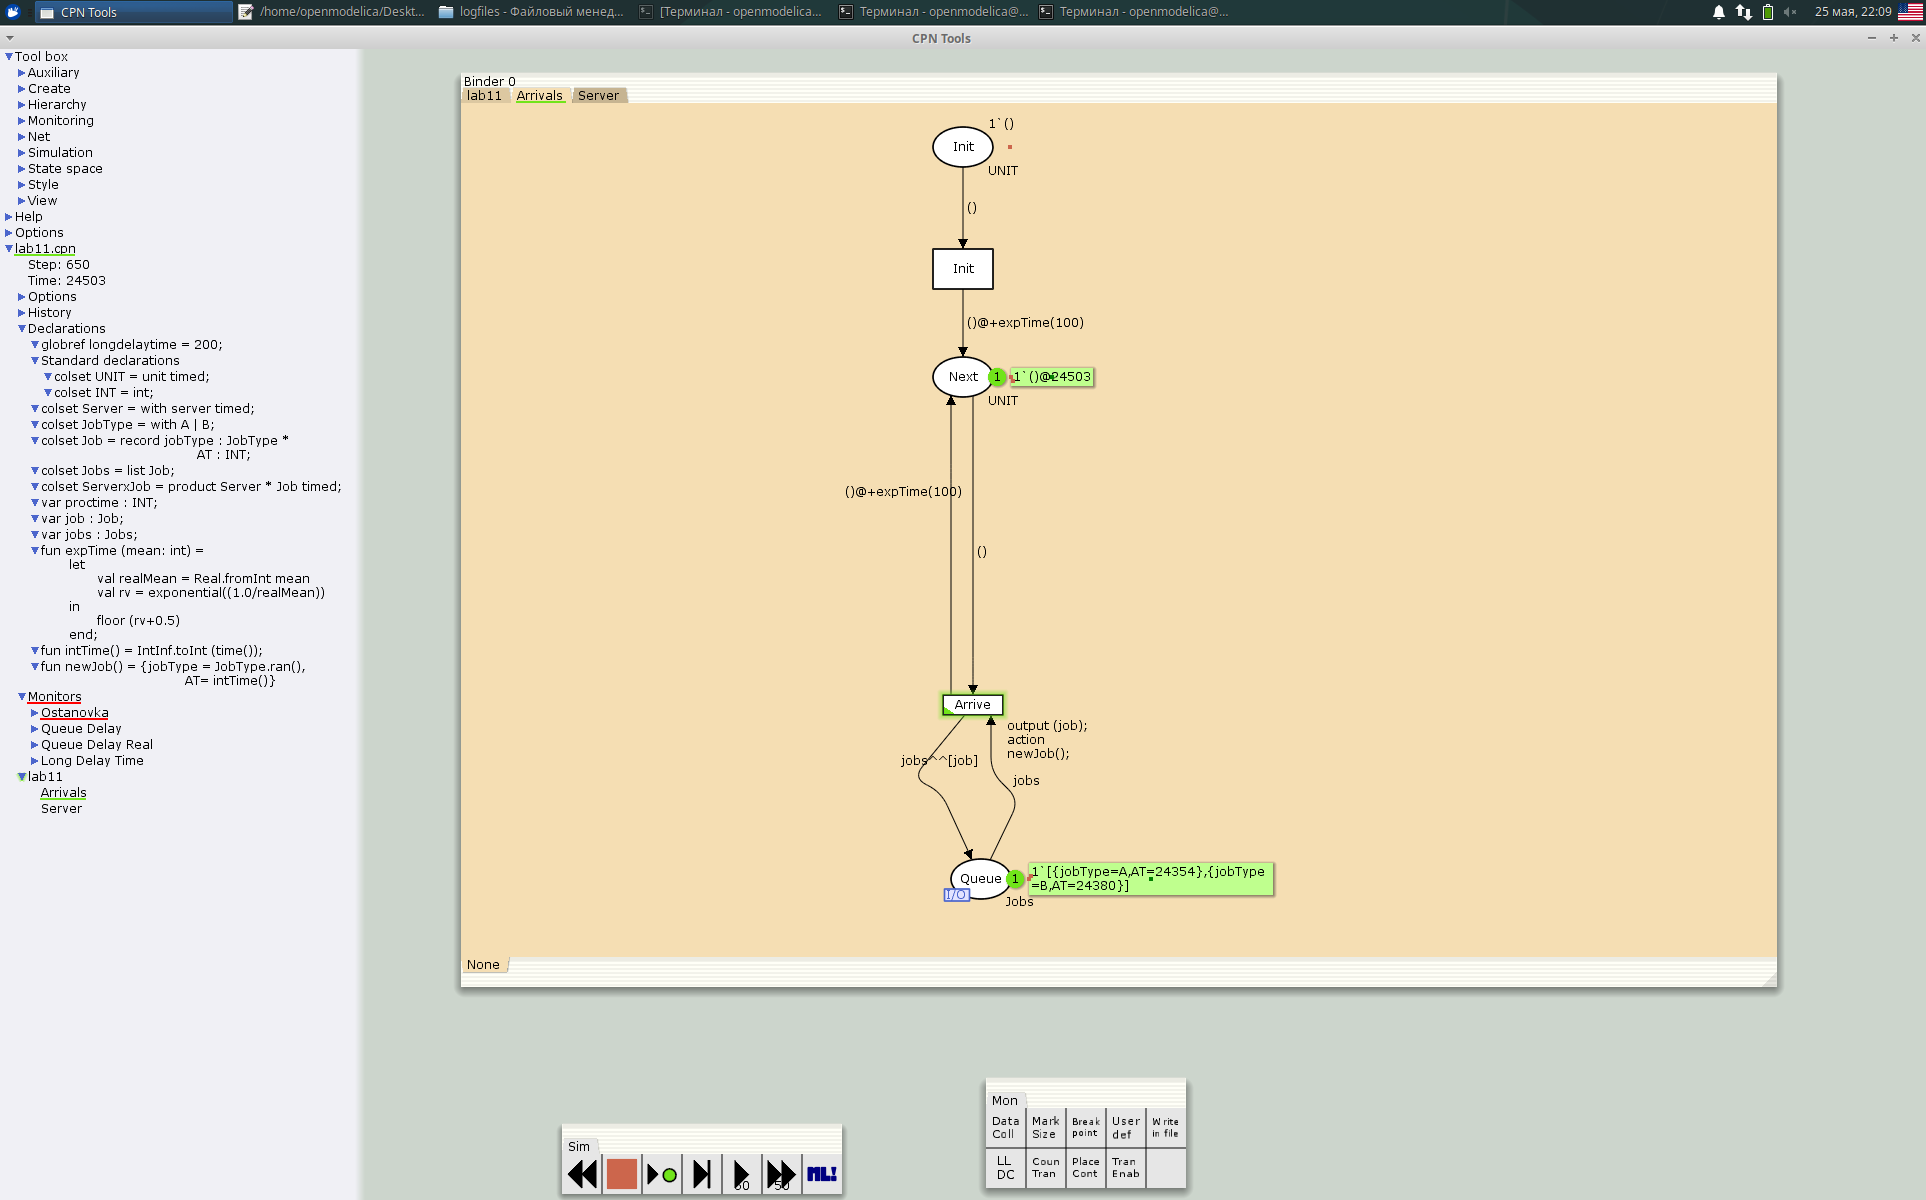 CPN Tools
/home/openmodelica/Deskt...
logfiles - Файловый менед...
[Терминал - openmodelica...
Терминал - openmodelica@...
Терминал - openmodelica@...
25 мая, 22:09
CPN Tools
Tool box
Auxiliary
Create
Hierarchy
Monitoring
Net
Simulation
State space
Style
View
Help
Options
lab11.cpn
Step: 650
Time: 24503
Options
History
Declarations
globref longdelaytime = 200;
Standard declarations
colset UNIT = unit timed;
colset INT = int;
colset Server = with server timed;
colset JobType = with A | B;
colset Job = record jobType : JobType *
AT : INT;
colset Jobs = list Job;
colset ServerxJob = product Server * Job timed;
var proctime : INT;
var job : Job;
var jobs : Jobs;
fun expTime (mean: int) =
let
val realMean = Real.fromInt mean
val rv = exponential((1.0/realMean))
in
floor (rv+0.5)
end;
fun intTime() = IntInf.toInt (time());
fun newJob() = {jobType = JobType.ran(),
AT= intTime()}
Monitors
Ostanovka
Queue Delay
Queue Delay Real
Long Delay Time
lab11
Arrivals
Server
Binder 0
lab11
Arrivals
Server
1`()
Init
UNIT
()
Init
()@+expTime(100)
Next
1
1`()@24503
UNIT
()@+expTime(100)
()
Arrive
output (job);
action
newJob();
jobs^^[job]
jobs
Queue
1
1`[{jobType=A,AT=24354},{jobType
=B,AT=24380}]
I/O
Jobs
None
Sim
50
50
ML!
Mon
Data
Coll
Mark
Size
Break
point
User
def
Write
in file
LL
DC
Coun
Tran
Place
Cont
Tran
Enab